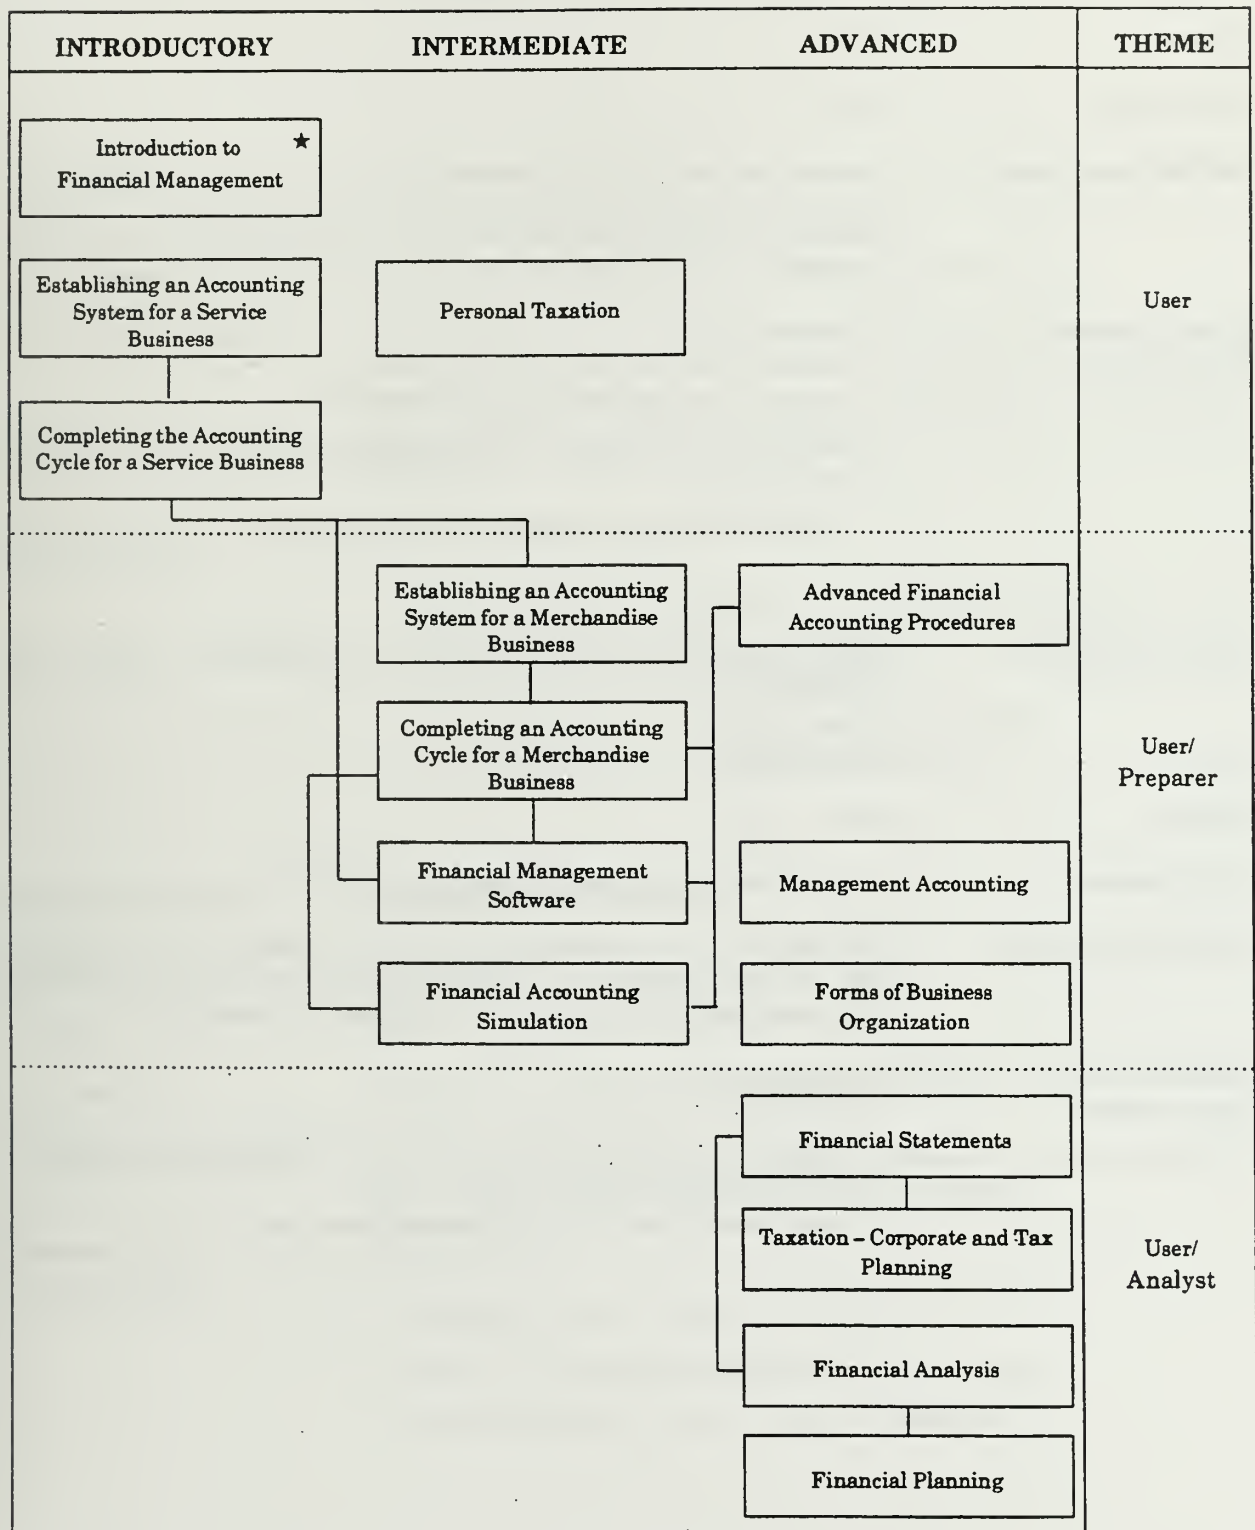 INTRODUCTORY INTERMEDIATE ADVANCED THEME
Introduction to ★
Financial Management
Establishing an Accounting
System for a Service
Business
Personal Taxation
User
Completing the Accounting
Cycle for a Service Business
Establishing an Accounting
System for a Merchandise
Business
Advanced Financial
Accounting Procedures
Completing an Accounting
Cycle for a Merchandise
Business
User/
Preparer
Financial Management
Software
Management Accounting
Financial Accounting
Simulation
Forms of Business
Organization
Financial Statements
Taxation – Corporate and Tax
Planning
User/
Analyst
Financial Analysis
Financial Planning